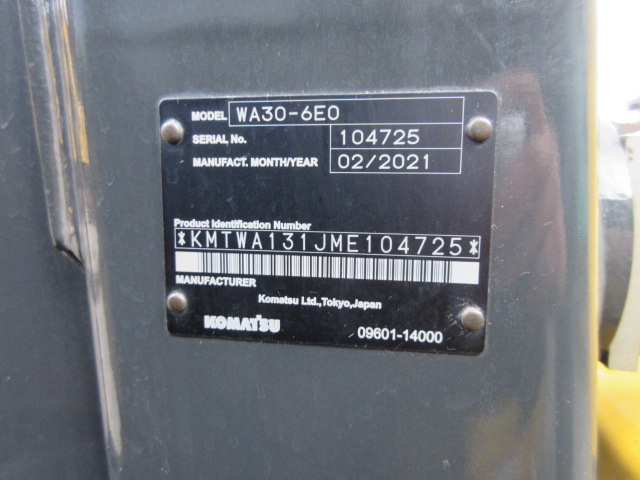 MODEL WA30-6E0
SERIAL No. 104725
MANUFACT. MONTH/YEAR 02/2021
Product Identification Number
*KMTWA131JME104725*
MANUFACTURER
Komatsu Ltd.,Tokyo,Japan
KOMATSU 09601-14000